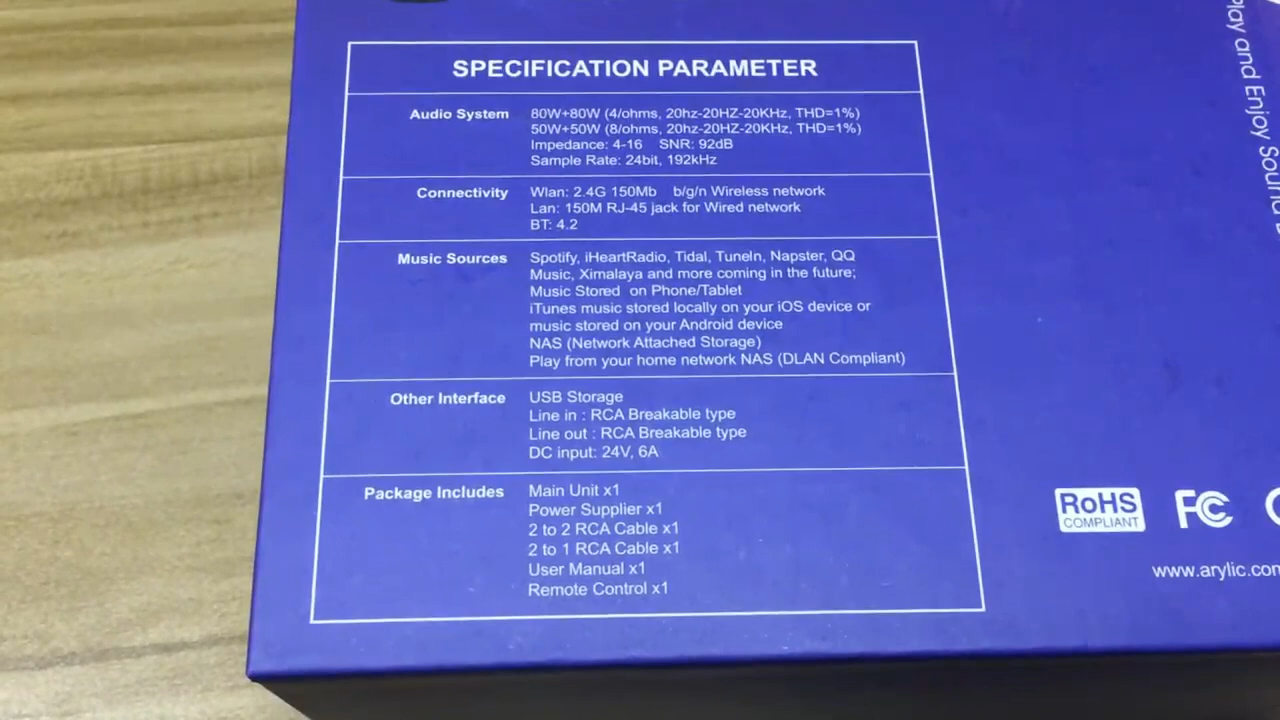 SPECIFICATION PARAMETER
Audio System
80W+80W (4/ohms, 20hz-20HZ-20KHz, THD=1%)
50W+50W (8/ohms, 20hz-20HZ-20KHz, THD=1%)
Impedance: 4-16 SNR: 92dB
Sample Rate: 24bit, 192kHz
Connectivity
Wlan: 2.4G 150Mb b/g/n Wireless network
Lan: 150M RJ-45 jack for Wired network
BT: 4.2
Music Sources
Spotify, iHeartRadio, Tidal, TuneIn, Napster, QQ
Music, Ximalaya and more coming in the future;
Music Stored on Phone/Tablet
iTunes music stored locally on your iOS device or
music stored on your Android device
NAS (Network Attached Storage)
Play from your home network NAS (DLAN Compliant)
Other Interface
USB Storage
Line in : RCA Breakable type
Line out : RCA Breakable type
DC input: 24V, 6A
Package Includes
Main Unit x1
Power Supplier x1
2 to 2 RCA Cable x1
2 to 1 RCA Cable x1
User Manual x1
Remote Control x1
Play and Enjoy Sound
RoHS
COMPLIANT
FC
www.arylic.com